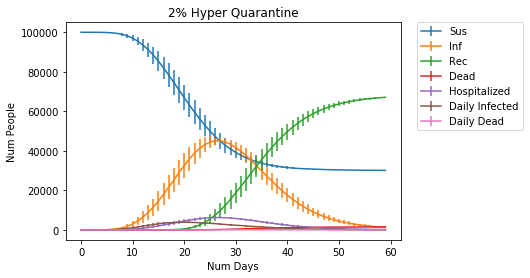 2% Hyper Quarantine
Num People
100000
80000
60000
40000
20000
0
0 10 20 30 40 50 60
Num Days
Sus
Inf
Rec
Dead
Hospitalized
Daily Infected
Daily Dead